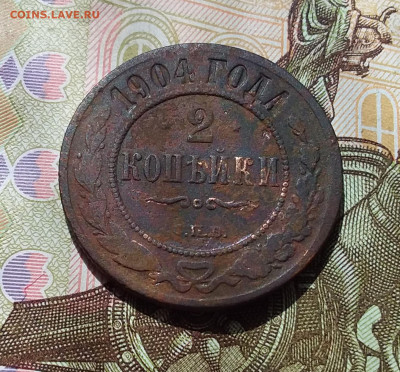 COINS.LAVE.RU
1904 ГОДА
2
КОПѢЙКИ
С.П.Б.